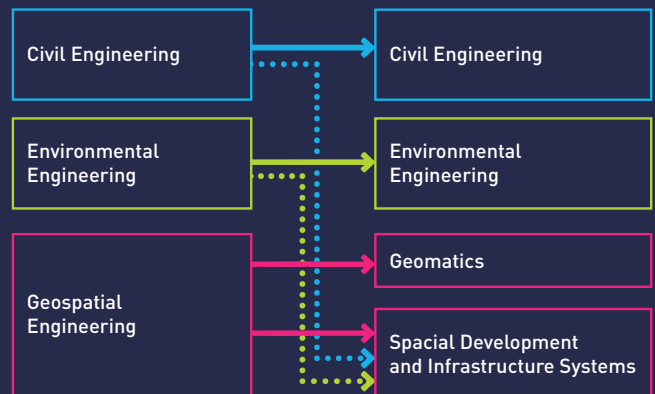 Civil Engineering
Civil Engineering
Environmental
Engineering
Environmental
Engineering
Geospatial
Engineering
Geomatics
Spacial Development
and Infrastructure Systems